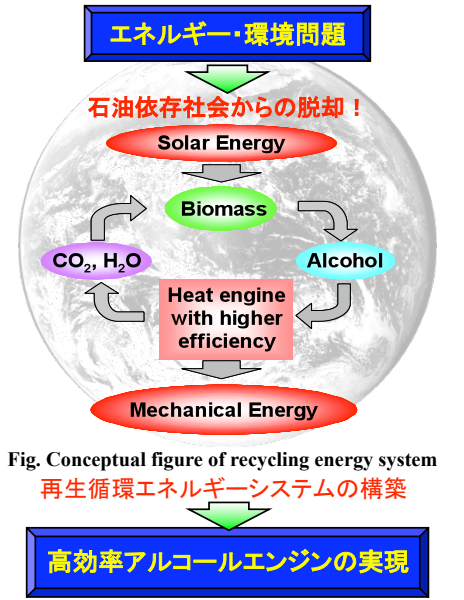 エネルギー・環境問題
石油依存社会からの脱却！
Solar Energy
Biomass
CO2, H2O
Alcohol
Heat engine
with higher
efficiency
Mechanical Energy
Fig. Conceptual figure of recycling energy system
再生循環エネルギーシステムの構築
高効率アルコールエンジンの実現